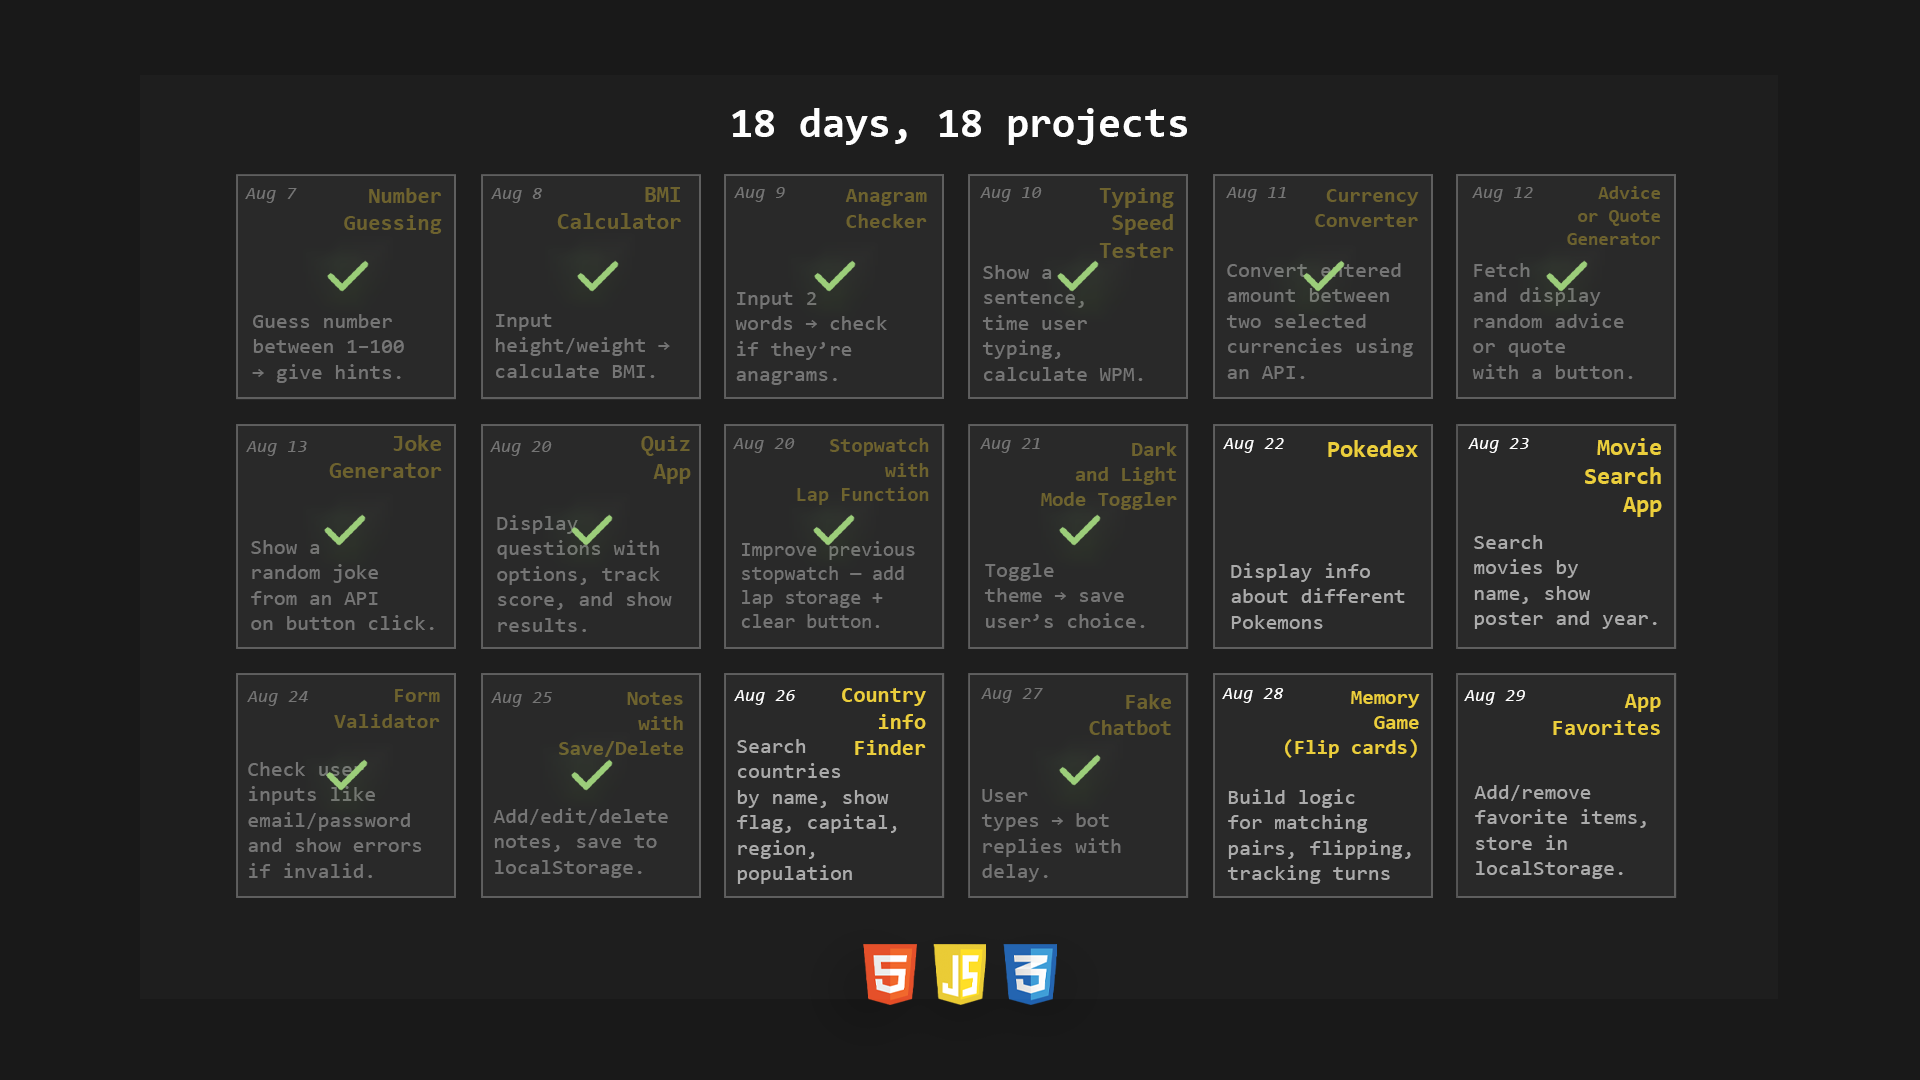 18 days, 18 projects
Aug 7
Number
Guessing
Guess number
between 1–100
→ give hints.
Aug 8
BMI
Calculator
Input
height/weight →
calculate BMI.
Aug 9
Anagram
Checker
Input 2
words → check
if they’re
anagrams.
Aug 10
Typing
Speed
Tester
Show a
sentence,
time user
typing,
calculate WPM.
Aug 11
Currency
Converter
Convert entered
amount between
two selected
currencies using
an API.
Aug 12
Advice
or Quote
Generator
Fetch
and display
random advice
or quote
with a button.
Aug 13
Joke
Generator
Show a
random joke
from an API
on button click.
Aug 20
Quiz
App
Display
questions with
options, track
score, and show
results.
Aug 20
Stopwatch
with
Lap Function
Improve previous
stopwatch — add
lap storage +
clear button.
Aug 21
Dark
and Light
Mode Toggler
Toggle
theme → save
user’s choice.
Aug 22
Pokedex
Display info
about different
Pokemons
Aug 23
Movie
Search
App
Search
movies by
name, show
poster and year.
Aug 24
Form
Validator
Check user
inputs like
email/password
and show errors
if invalid.
Aug 25
Notes
with
Save/Delete
Add/edit/delete
notes, save to
localStorage.
Aug 26
Country
info
Finder
Search
countries
by name, show
flag, capital,
region,
population
Aug 27
Fake
Chatbot
User
types → bot
replies with
delay.
Aug 28
Memory
Game
(Flip cards)
Build logic
for matching
pairs, flipping,
tracking turns
Aug 29
App
Favorites
Add/remove
favorite items,
store in
localStorage.
5
JS
3